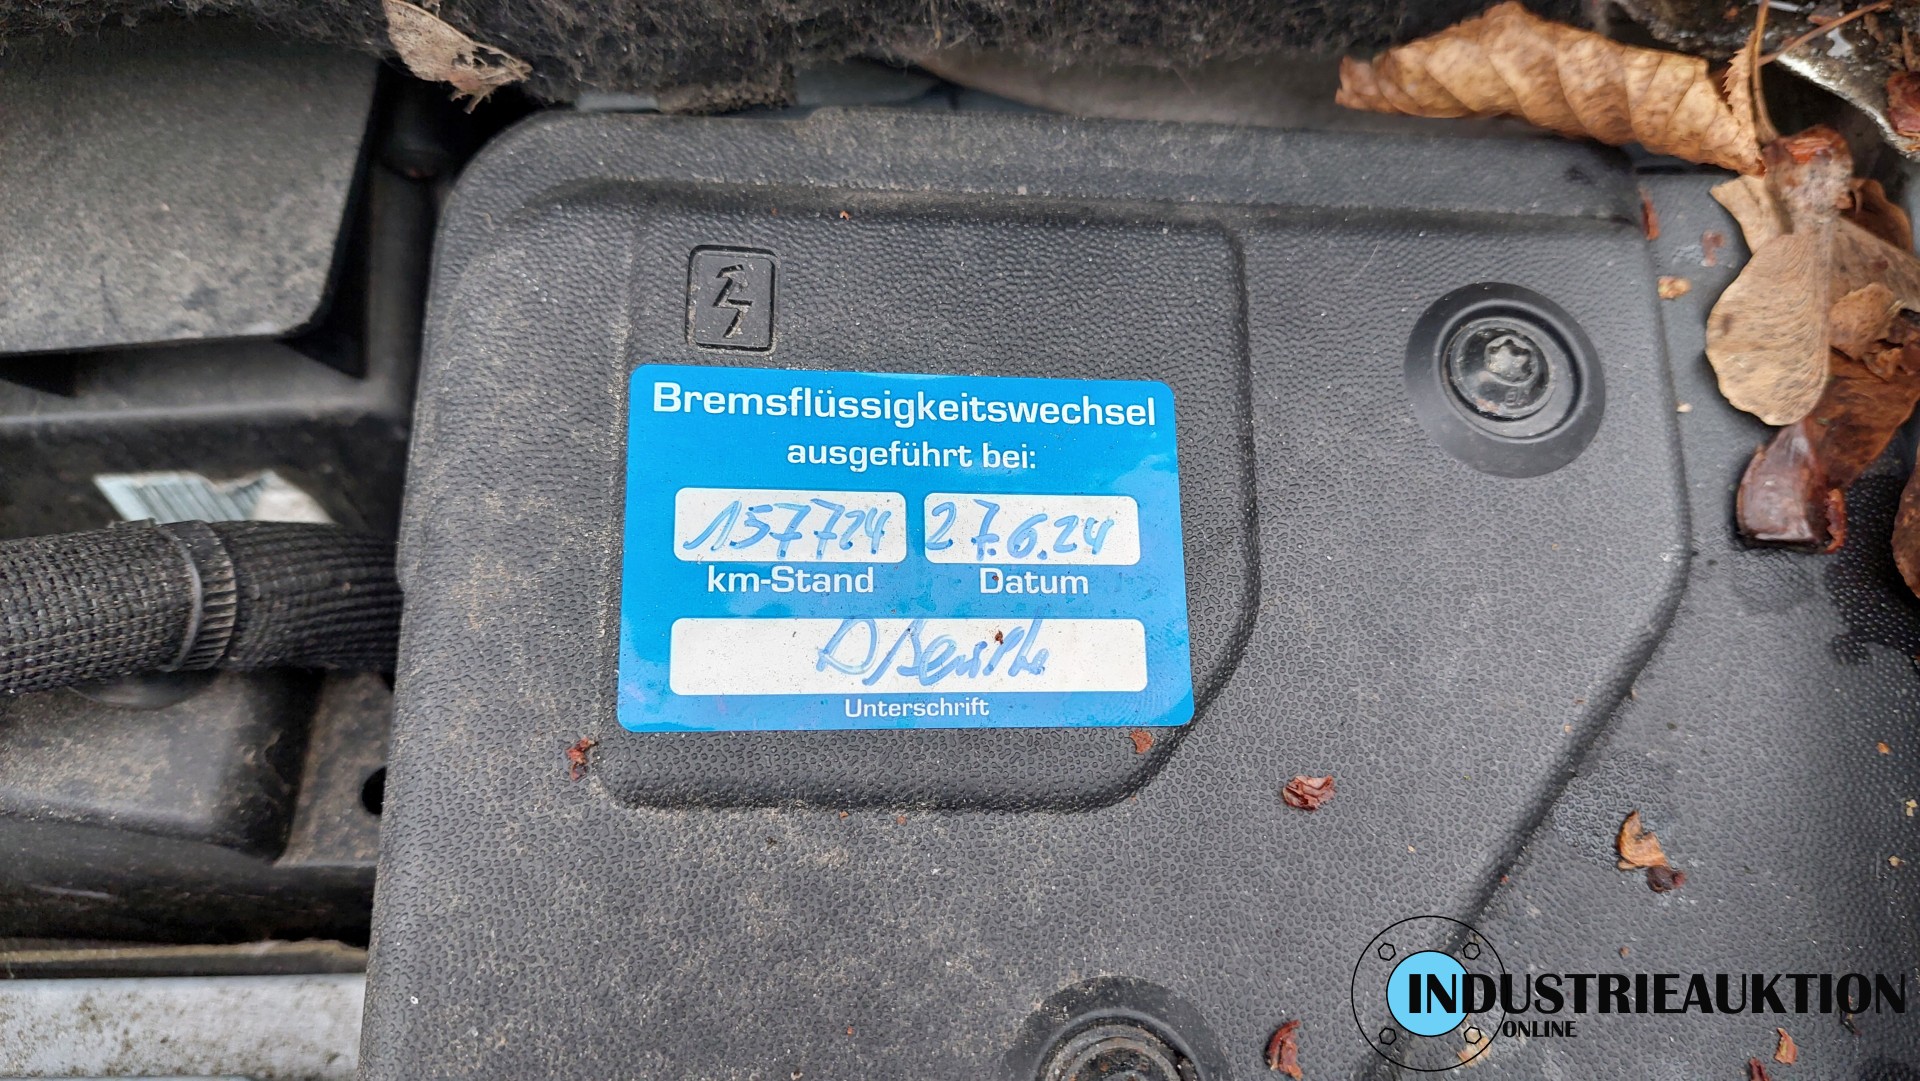 Bremsflüssigkeitswechsel
ausgeführt bei:
157724 27.6.24
km-Stand Datum
Unterschrift
INDUSTRIEAUKTION
ONLINE